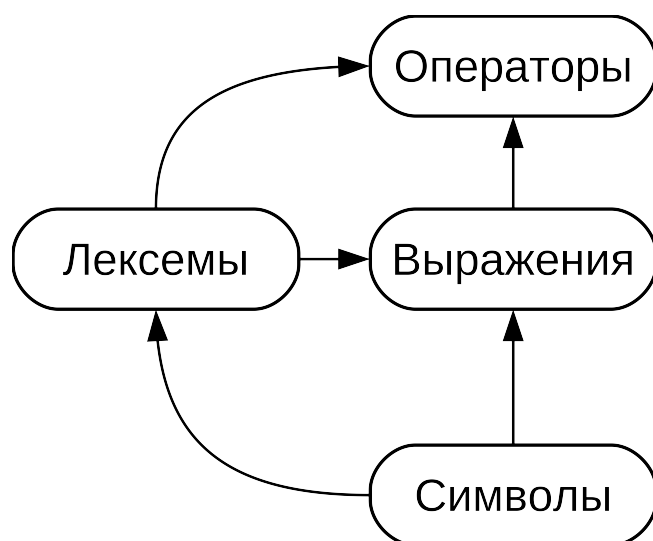 Операторы
Лексемы
Выражения
Символы